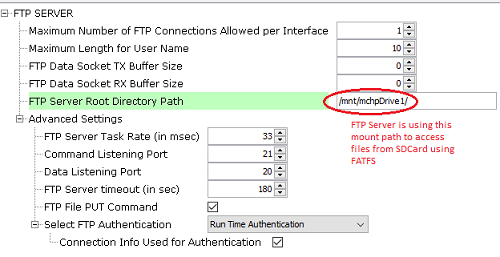 FTP SERVER
Maximum Number of FTP Connections Allowed per Interface 1
Maximum Length for User Name 10
FTP Data Socket TX Buffer Size 0
FTP Data Socket RX Buffer Size 0
FTP Server Root Directory Path /mnt/mchpDrive1/
FTP Server is using this
mount path to access
files from SDCard using
FATFS
Advanced Settings
FTP Server Task Rate (in msec) 33
Command Listening Port 21
Data Listening Port 20
FTP Server timeout (in sec) 180
FTP File PUT Command
Select FTP Authentication Run Time Authentication
Connection Info Used for Authentication